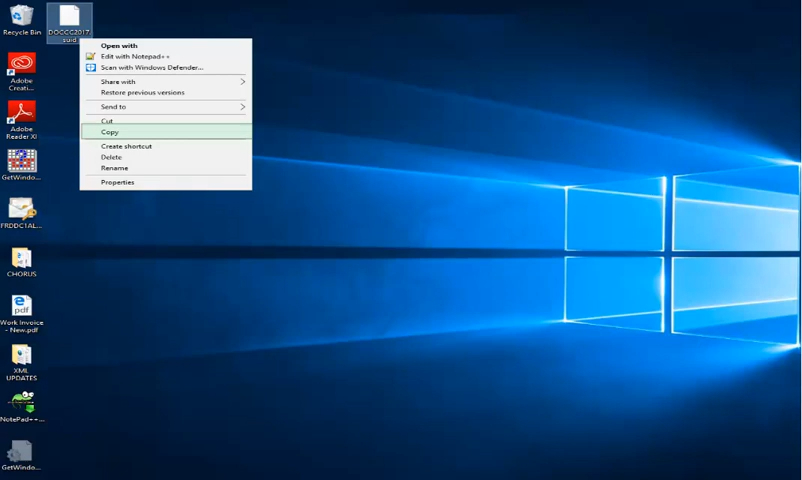 Recycle Bin
DOCCC2017.
suid
Open with
Edit with Notepad++
Scan with Windows Defender...
Share with
Restore previous versions
Send to
Cut
Copy
Create shortcut
Delete
Rename
Properties
Adobe
Creati...
Adobe
Reader XI
GetWindo...
FRDDC1AL...
CHORUS
pdf
Work Invoice
- New.pdf
XML
UPDATES
NotePad++...
GetWindo...